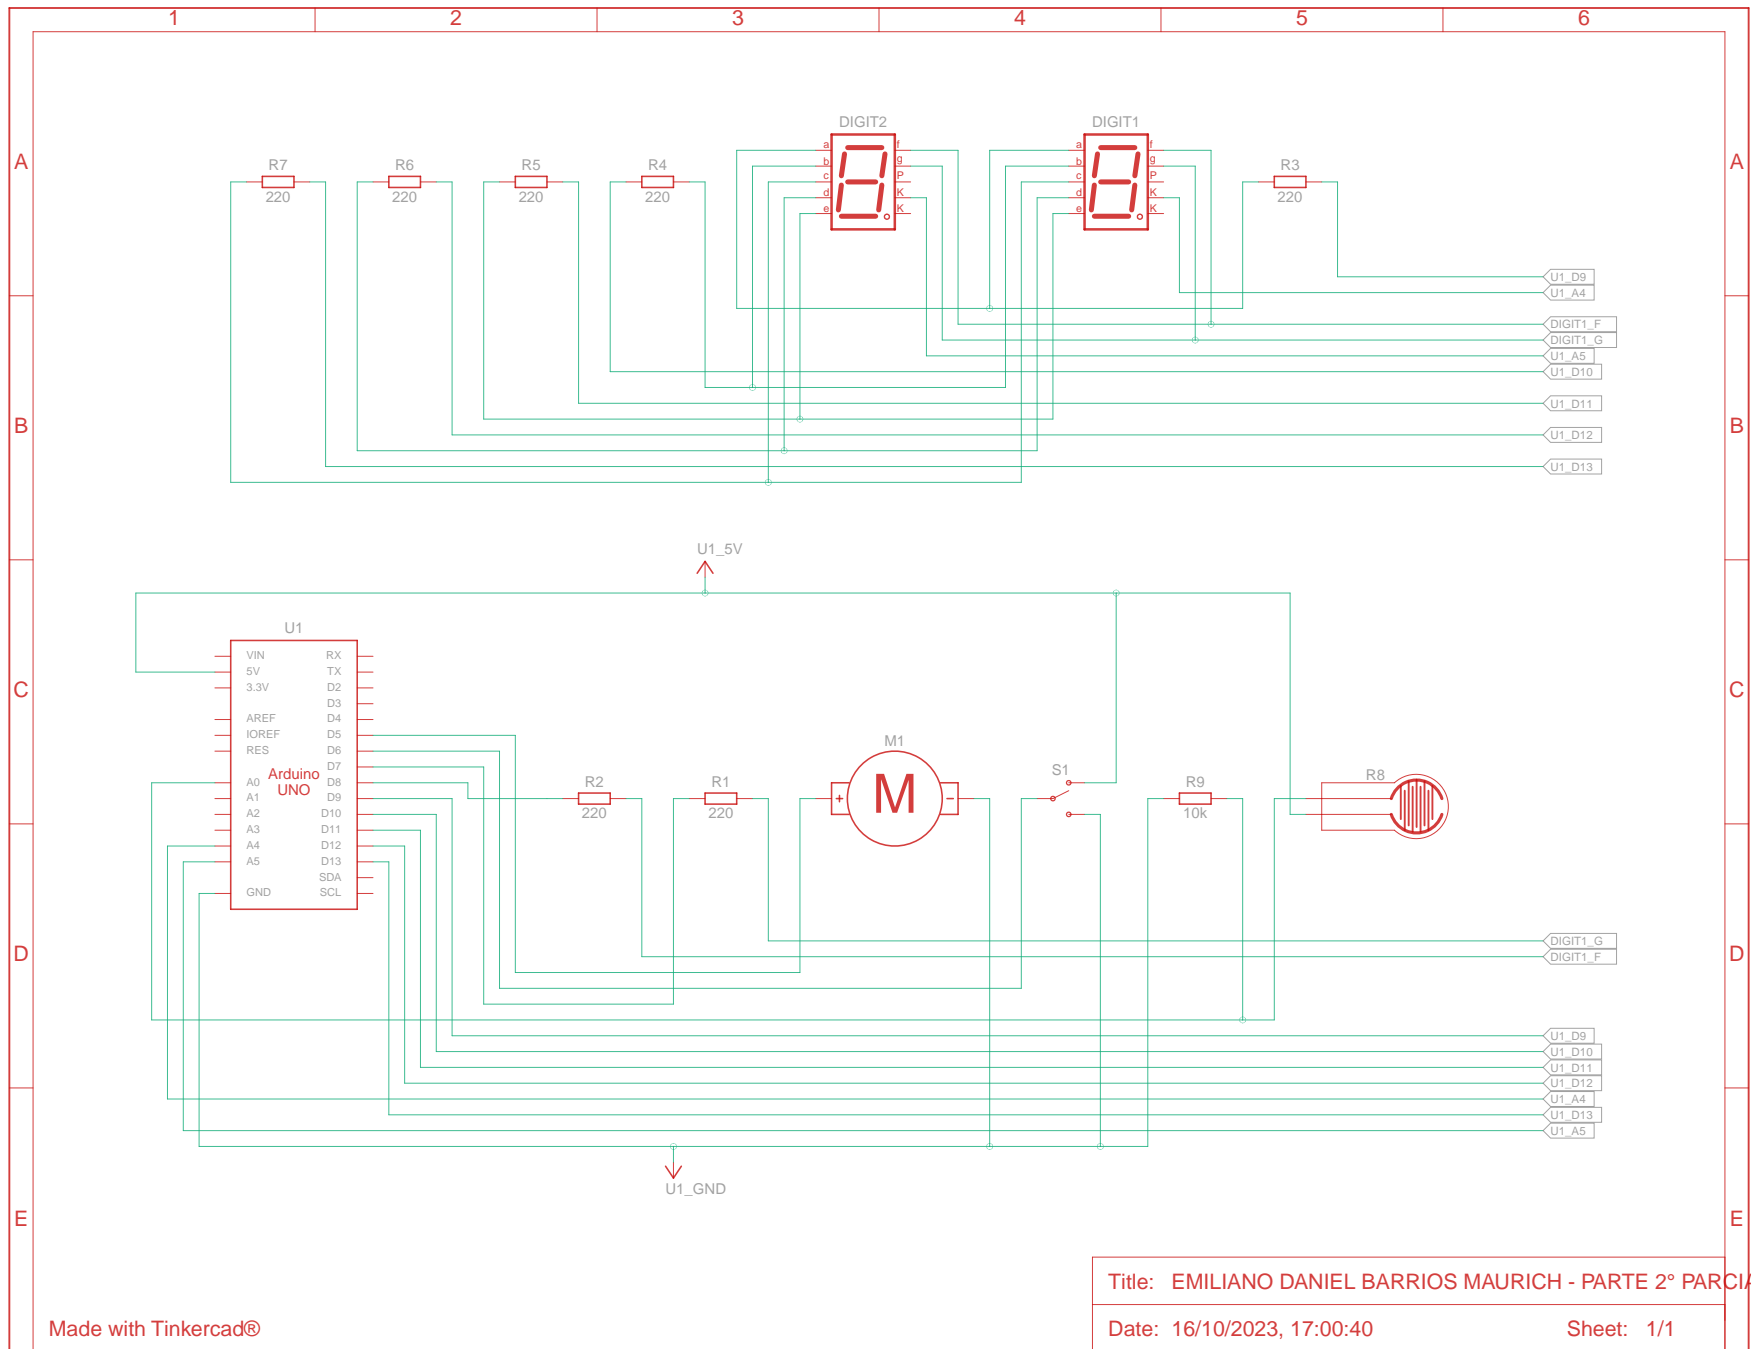 1 2 3 4 5 6
DIGIT2 DIGIT1
A A
R7 R6 R5 R4 R3
220 220 220 220 220
a f a f
b g b g
c P c P
d K d K
e K e K
U1_D9
U1_A4
DIGIT1_F
DIGIT1_G
U1_A5
U1_D10
B B
U1_D11
U1_D12
U1_D13
U1_5V
U1
VIN RX
5V TX
C C
3.3V D2
D3
AREF D4
IOREF D5
RES D6
D7
Arduino
UNO
A0 D8
A1 D9
A2 D10
A3 D11
A4 D12
A5 D13
SDA
GND SCL
R2
220
R1
220
M1
+ M -
S1
R9
10k
R8
D D
DIGIT1_G
DIGIT1_F
U1_D9
U1_D10
U1_D11
U1_D12
U1_A4
U1_D13
U1_A5
U1_GND
E E
Title: EMILIANO DANIEL BARRIOS MAURICH - PARTE 2° PARCIA
Made with Tinkercad®
Date: 16/10/2023, 17:00:40 Sheet: 1/1